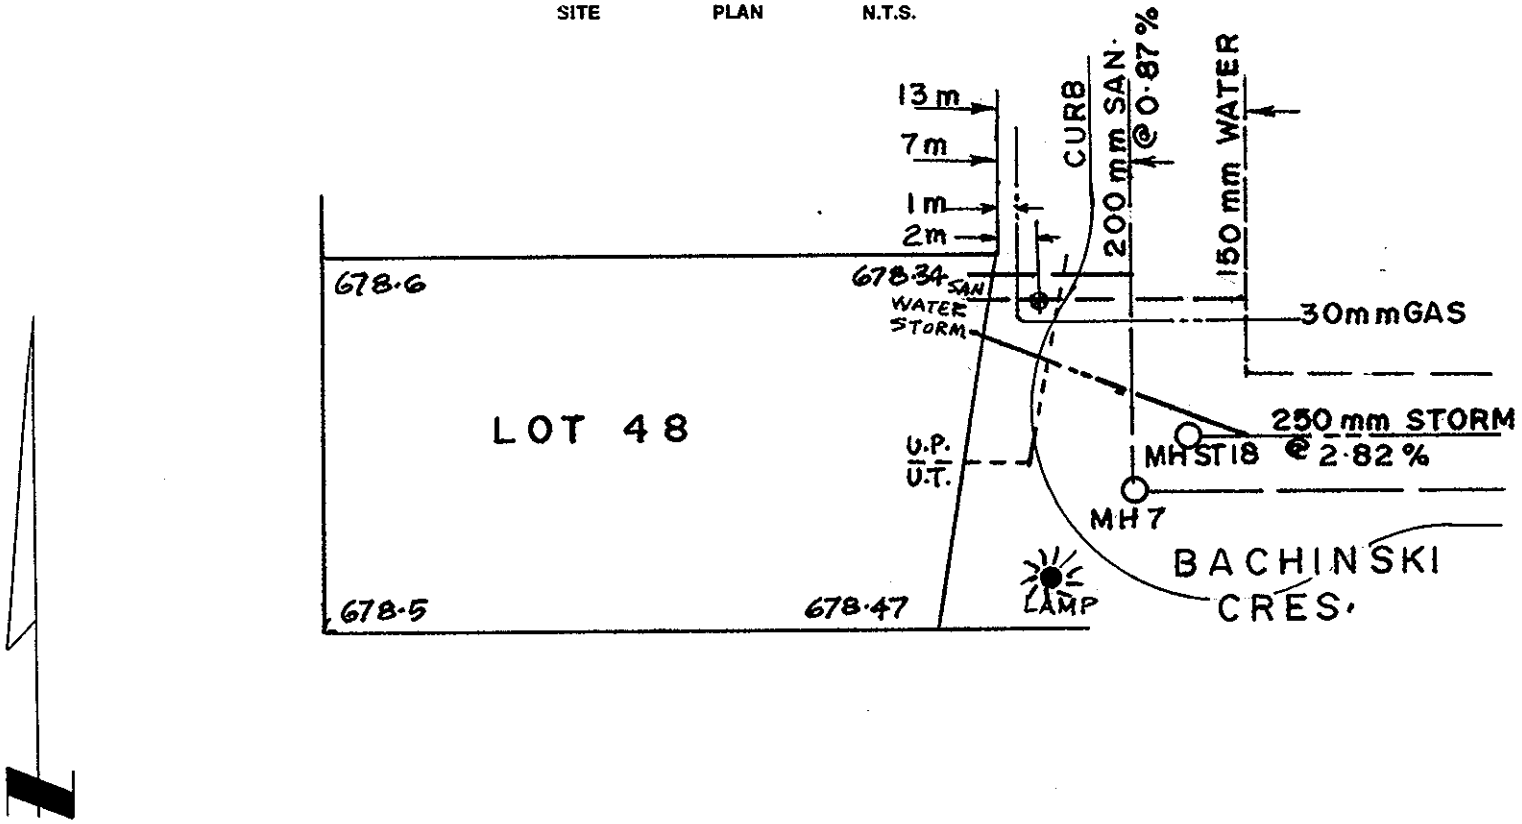 SITE PLAN N.T.S.
13 m
7 m
1 m
2 m
CURB
200 mm SAN.
@ 0.87 %
150 mm WATER
678.6
678.34
SAN
WATER
STORM
30mm GAS
LOT 48
250 mm STORM
@ 2.82 %
MH ST18
U.P.
U.T.
MH 7
BACHINSKI
CRES.
LAMP
678.5
678.47